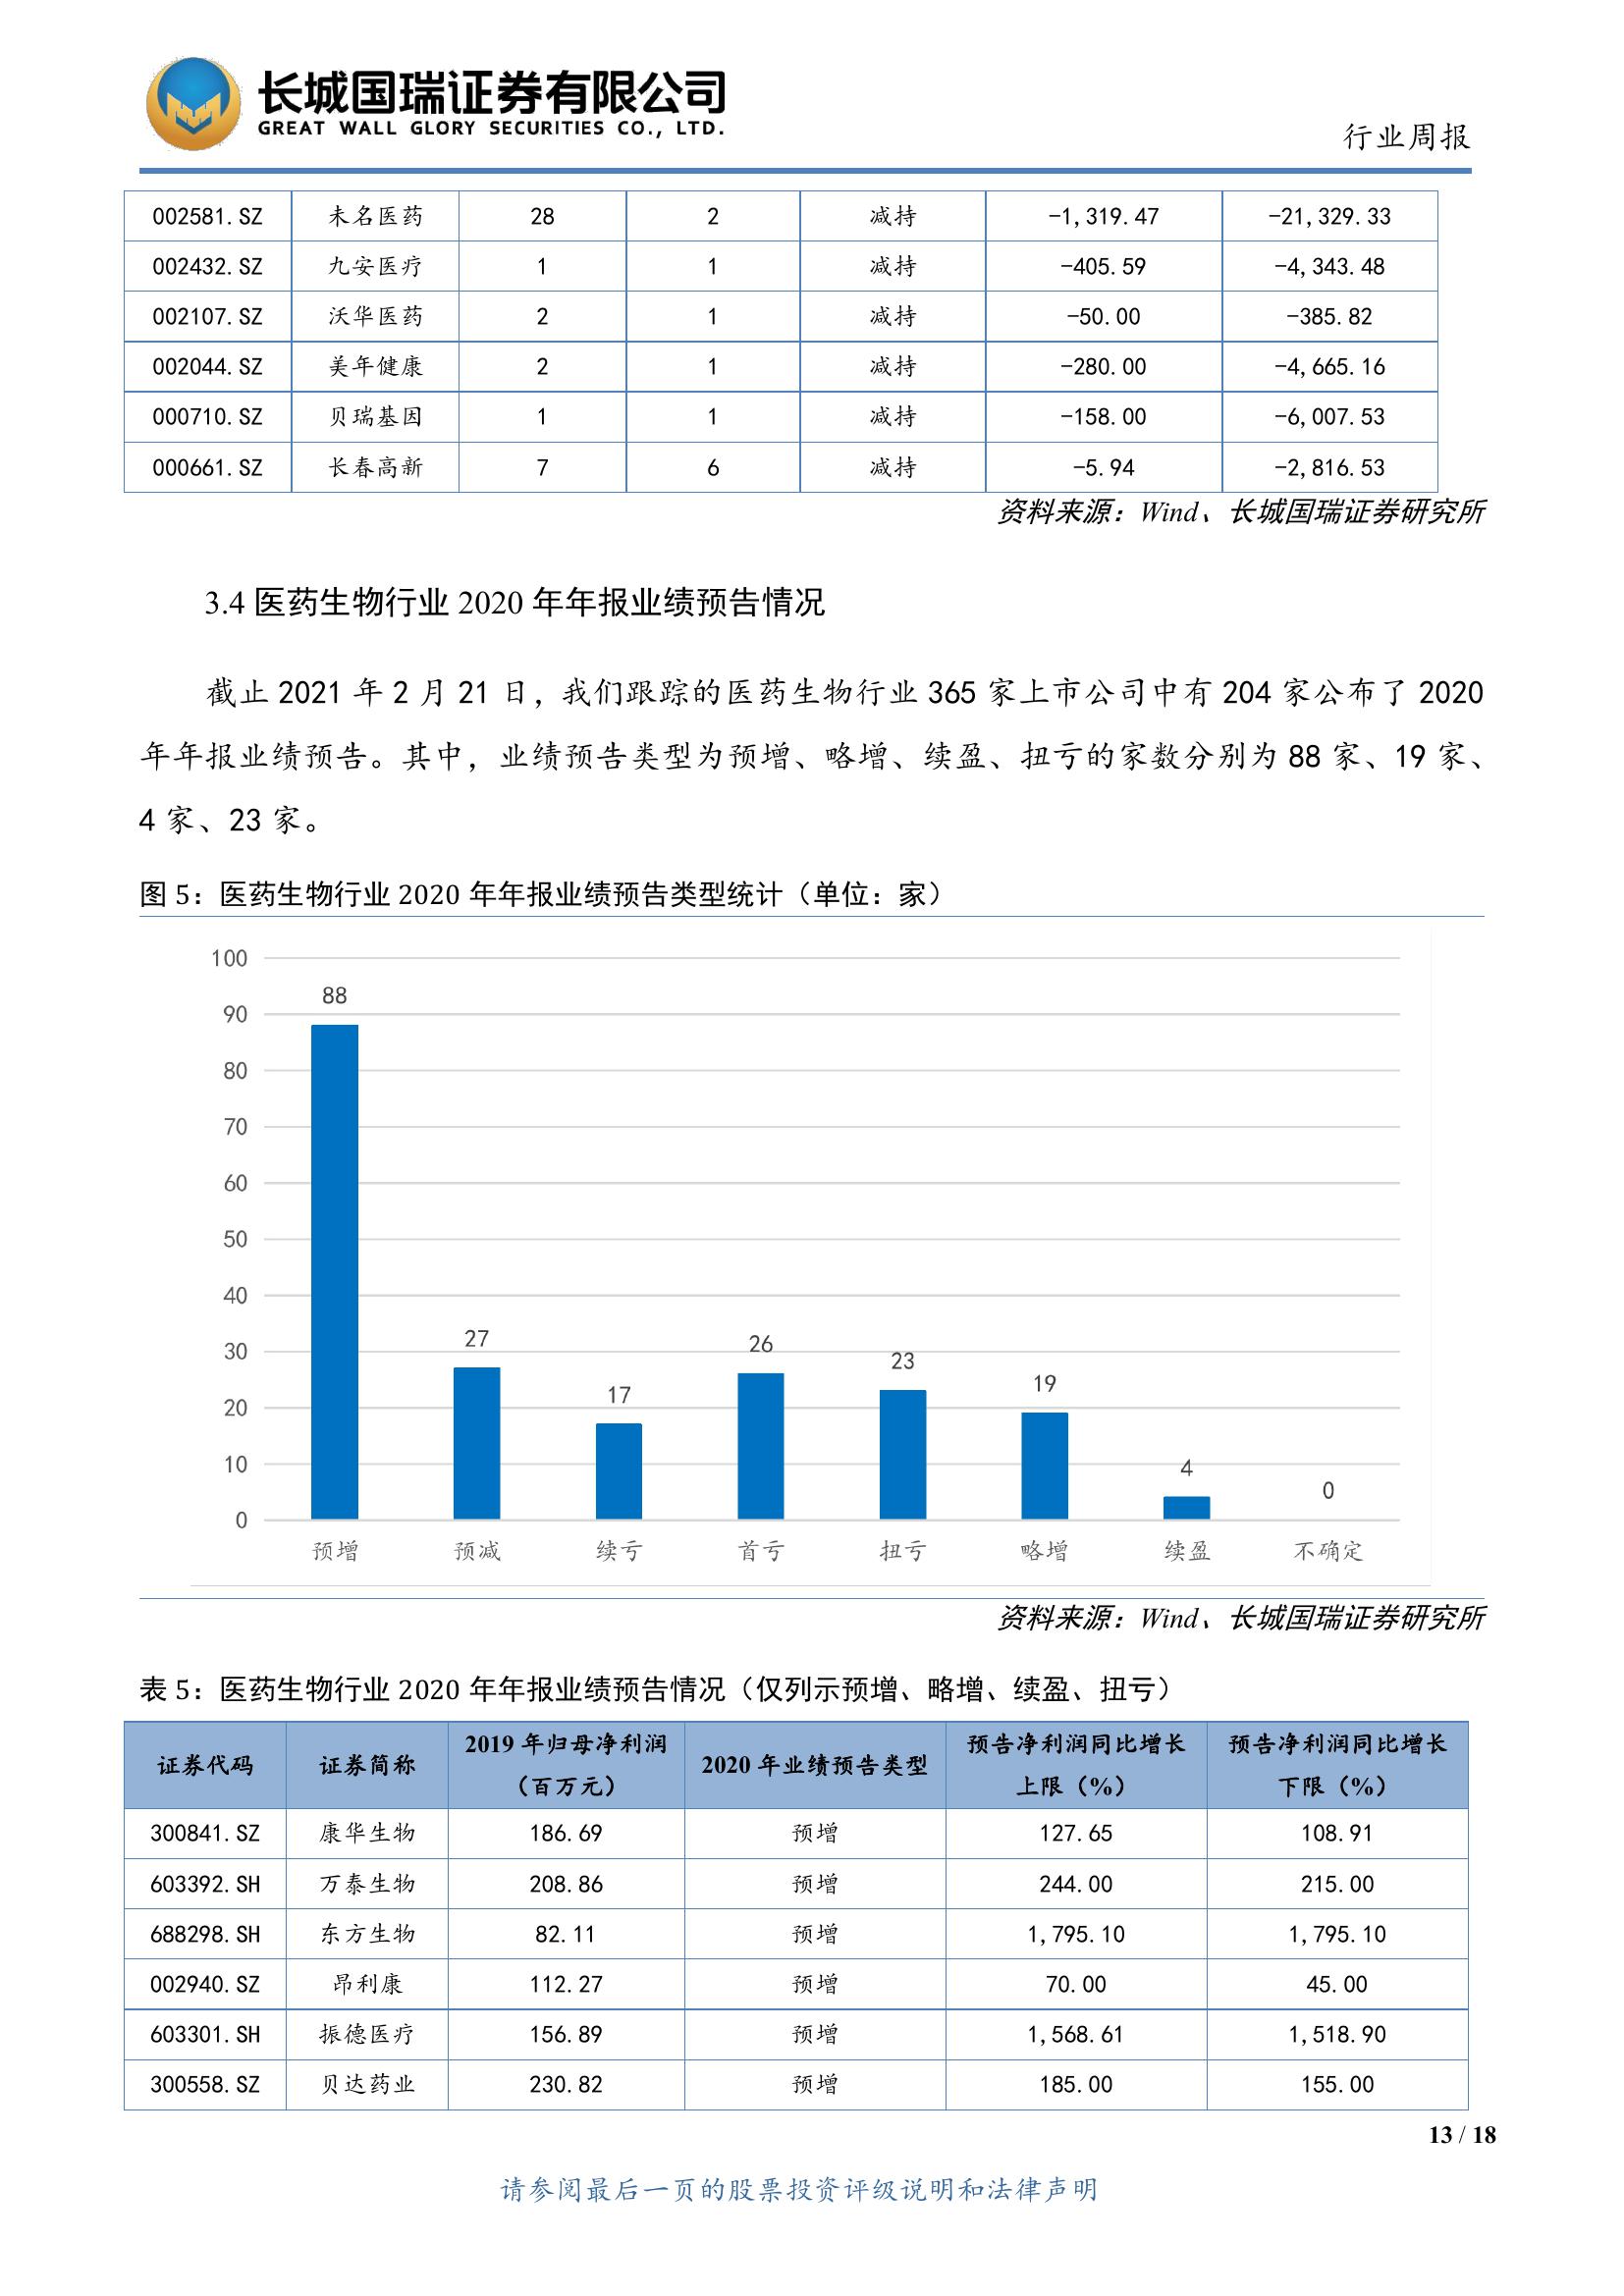 长城国瑞证券有限公司
GREAT WALL GLORY SECURITIES CO., LTD.
行业周报
002581.SZ 未名医药 28 2 减持 -1,319.47 -21,329.33
002432.SZ 九安医疗 1 1 减持 -405.59 -4,343.48
002107.SZ 沃华医药 2 1 减持 -50.00 -385.82
002044.SZ 美年健康 2 1 减持 -280.00 -4,665.16
000710.SZ 贝瑞基因 1 1 减持 -158.00 -6,007.53
000661.SZ 长春高新 7 6 减持 -5.94 -2,816.53
资料来源：Wind、长城国瑞证券研究所
3.4 医药生物行业 2020 年年报业绩预告情况
截止 2021 年 2 月 21 日，我们跟踪的医药生物行业 365 家上市公司中有 204 家公布了 2020
年年报业绩预告。其中，业绩预告类型为预增、略增、续盈、扭亏的家数分别为 88 家、19 家、
4 家、23 家。
图 5：医药生物行业 2020 年年报业绩预告类型统计（单位：家）
100
90
80
70
60
50
40
30
20
10
0
88
27
17
26
23
19
4
0
预增 预减 续亏 首亏 扭亏 略增 续盈 不确定
资料来源：Wind、长城国瑞证券研究所
表 5：医药生物行业 2020 年年报业绩预告情况（仅列示预增、略增、续盈、扭亏）
证券代码 证券简称 2019 年归母净利润（百万元） 2020 年业绩预告类型 预告净利润同比增长上限（%） 预告净利润同比增长下限（%）
300841.SZ 康华生物 186.69 预增 127.65 108.91
603392.SH 万泰生物 208.86 预增 244.00 215.00
688298.SH 东方生物 82.11 预增 1,795.10 1,795.10
002940.SZ 昂利康 112.27 预增 70.00 45.00
603301.SH 振德医疗 156.89 预增 1,568.61 1,518.90
300558.SZ 贝达药业 230.82 预增 185.00 155.00
13 / 18
请参阅最后一页的股票投资评级说明和法律声明